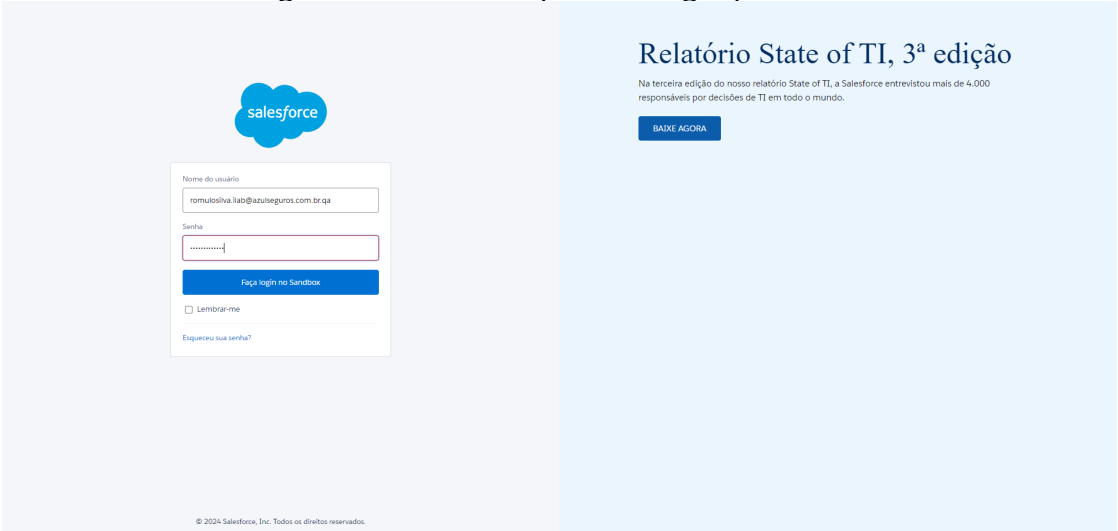 salesforce
Nome do usuário
romulosilva.liab@azulseguros.com.br.qa
Senha
Faça login no Sandbox
Lembrar-me
Esqueceu sua senha?
© 2024 Salesforce, Inc. Todos os direitos reservados.
Relatório State of TI, 3ª edição
Na terceira edição do nosso relatório State of TI, a Salesforce entrevistou mais de 4.000
responsáveis por decisões de TI em todo o mundo.
BAIXE AGORA